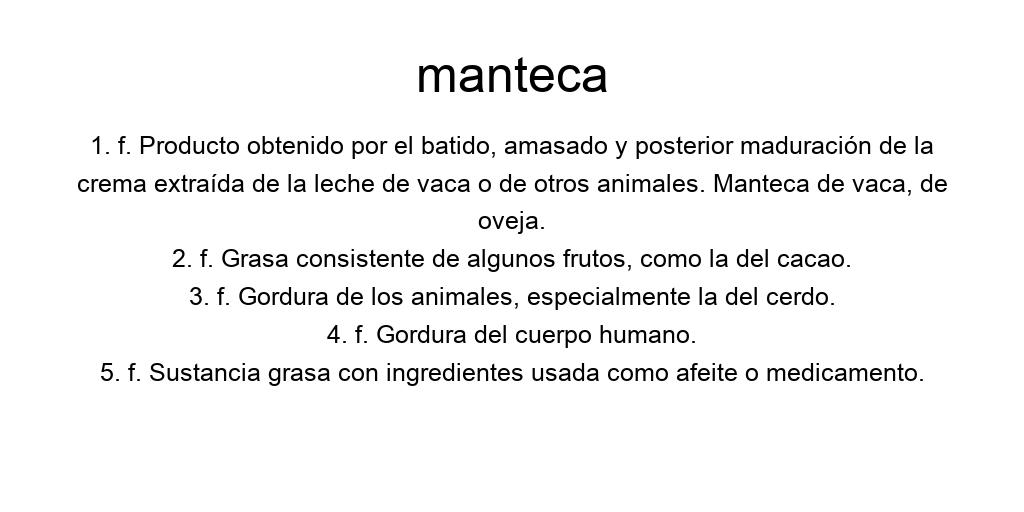 manteca
1. f. Producto obtenido por el batido, amasado y posterior maduración de la
crema extraída de la leche de vaca o de otros animales. Manteca de vaca, de
oveja.
2. f. Grasa consistente de algunos frutos, como la del cacao.
3. f. Gordura de los animales, especialmente la del cerdo.
4. f. Gordura del cuerpo humano.
5. f. Sustancia grasa con ingredientes usada como afeite o medicamento.